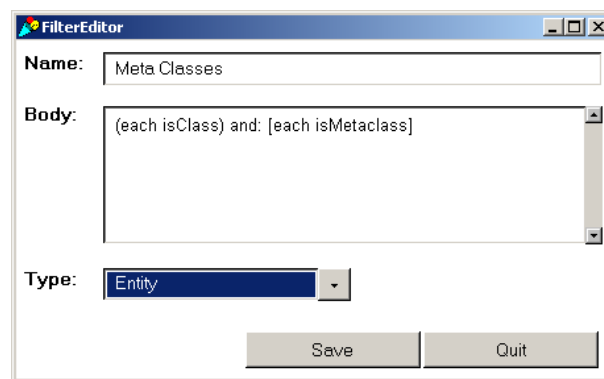 FilterEditor
Name: Meta Classes
Body: (each isClass) and: [each isMetaclass]
Type: Entity
Save Quit